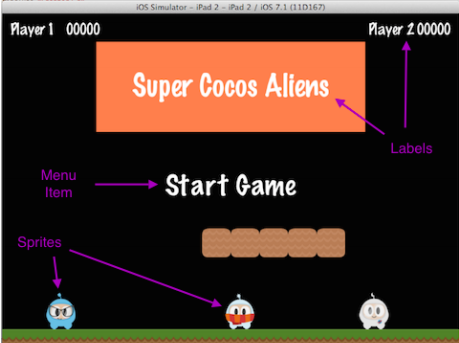 iOS Simulator - iPad 2 - iPad 2 / iOS 7.1 (11D167)
Player 1 00000
Player 2 00000
Super Cocos Aliens
Labels
Menu
Item
Start Game
Sprites